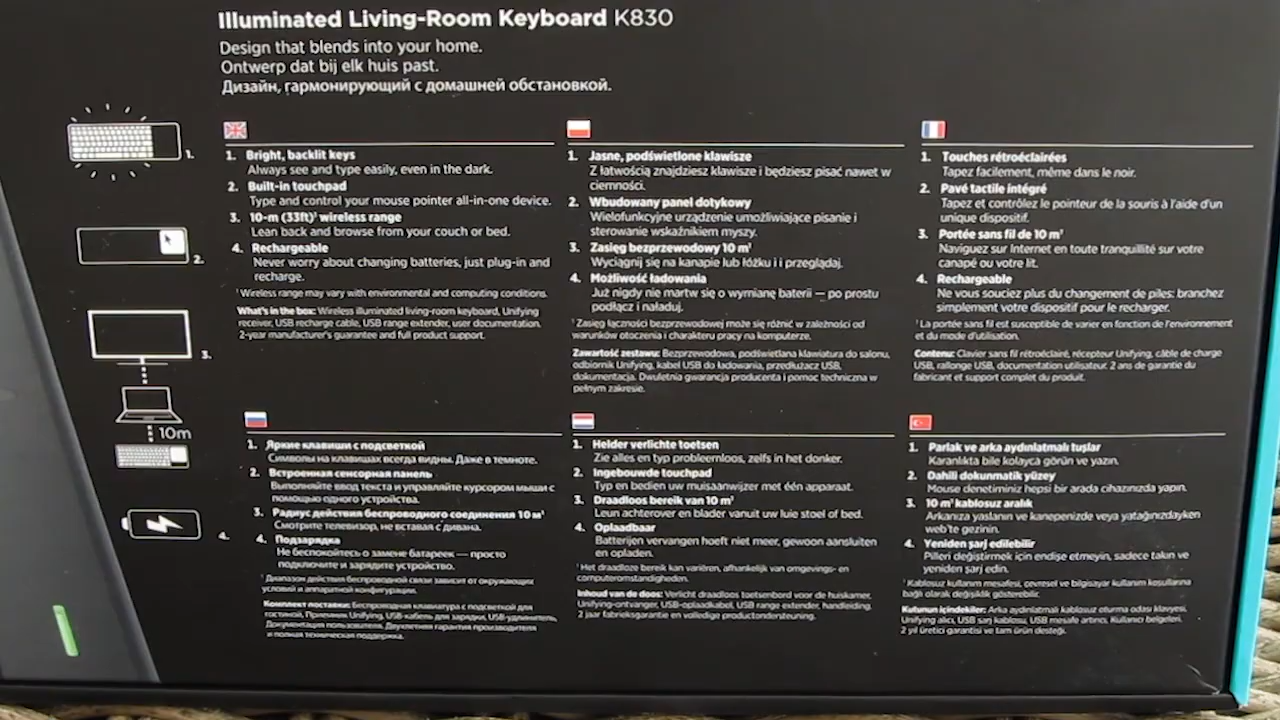 Illuminated Living-Room Keyboard K830
Design that blends into your home.
Ontwerp dat bij elk huis past.
Дизайн, гармонирующий с домашней обстановкой.
1.
2.
3.
10m
4.
1. Bright, backlit keys
Always see and type easily, even in the dark.
2. Built-in touchpad
Type and control your mouse pointer all-in-one device.
3. 10-m (33ft)¹ wireless range
Lean back and browse from your couch or bed.
4. Rechargeable
Never worry about changing batteries, just plug-in and
recharge.
¹ Wireless range may vary with environmental and computing conditions.
What's in the box: Wireless illuminated living-room keyboard, Unifying
receiver, USB recharge cable, USB range extender, user documentation.
2-year manufacturer's guarantee and full product support.
1. Jasne, podświetlone klawisze
Z łatwością znajdziesz klawisze i będziesz pisać nawet w
ciemności.
2. Wbudowany panel dotykowy
Wielofunkcyjne urządzenie umożliwiające pisanie i
sterowanie wskaźnikiem myszy.
3. Zasięg bezprzewodowy 10 m¹
Wyciągnij się na kanapie lub łóżku i i przeglądaj.
4. Możliwość ładowania
Już nigdy nie martw się o wymianę baterii — po prostu
podłącz i naładuj.
¹ Zasięg łączności bezprzewodowej może się różnić w zależności od
warunków otoczenia i charakteru pracy na komputerze.
Zawartość zestawu: Bezprzewodowa, podświetlana klawiatura do salonu,
odbiornik Unifying, kabel USB do ładowania, przedłużacz USB,
dokumentacja. Dwuletnia gwarancja producenta i pomoc techniczna w
pełnym zakresie.
1. Touches rétroéclairées
Tapez facilement, même dans le noir.
2. Pavé tactile intégré
Tapez et contrôlez le pointeur de la souris à l'aide d'un
unique dispositif.
3. Portée sans fil de 10 m¹
Naviguez sur Internet en toute tranquillité sur votre
canapé ou votre lit.
4. Rechargeable
Ne vous souciez plus du changement de piles: branchez
simplement votre dispositif pour le recharger.
¹ La portée sans fil est susceptible de varier en fonction de l'environnement
et du mode d'utilisation.
Contenu: Clavier sans fil rétroéclairé, récepteur Unifying, câble de charge
USB, rallonge USB, documentation utilisateur. 2 ans de garantie du
fabricant et support complet du produit.
1. Яркие клавиши с подсветкой
Символы на клавишах всегда видны. Даже в темноте.
2. Встроенная сенсорная панель
Выполняйте ввод текста и управляйте курсором мыши с
помощью одного устройства.
3. Радиус действия беспроводного соединения 10 м¹
Смотрите телевизор, не вставая с дивана.
4. Подзарядка
Не беспокойтесь о замене батареек — просто
подключите и зарядите устройство.
¹ Диапазон действия беспроводной связи зависит от окружающих
условий и аппаратной конфигурации.
Комплект поставки: Беспроводная клавиатура с подсветкой для
гостиной, Приемник Unifying, USB-кабель для зарядки, USB-удлинитель,
Документация пользователя. Двухлетняя гарантия производителя
и полная техническая поддержка.
1. Helder verlichte toetsen
Zie alles en typ probleemloos, zelfs in het donker.
2. Ingebouwde touchpad
Typ en bedien uw muisaanwijzer met één apparaat.
3. Draadloos bereik van 10 m¹
Leun achterover en blader vanuit uw luie stoel of bed.
4. Oplaadbaar
Batterijen vervangen hoeft niet meer, gewoon aansluiten
en opladen.
¹ Het draadloze bereik kan variëren, afhankelijk van omgevings- en
computeromstandigheden.
Inhoud van de doos: Verlicht draadloos toetsenbord voor de huiskamer,
Unifying-ontvanger, USB-oplaadkabel, USB range extender, handleiding.
2 jaar fabrieksgarantie en volledige productondersteuning.
1. Parlak ve arka aydınlatmalı tuşlar
Karanlıkta bile kolayca görün ve yazın.
2. Dahili dokunmatik yüzey
Mouse denetiminiz hepsi bir arada cihazınızda yapın.
3. 10 m¹ kablosuz aralık
Arkanıza yaslanın ve kanepenizde veya yatağınızdayken
web'te gezinin.
4. Yeniden şarj edilebilir
Pilleri değiştirmek için endişe etmeyin, sadece takın ve
yeniden şarj edin.
¹ Kablosuz kullanım mesafesi, çevresel ve bilgisayar kullanım koşullarına
bağlı olarak değişiklik gösterebilir.
Kutunun içindekiler: Arka aydınlatmalı kablosuz oturma odası klavyesi,
Unifying alıcı, USB şarj kablosu, USB mesafe artırıcı, Kullanıcı belgeleri.
2 yıl üretici garantisi ve tam ürün desteği.